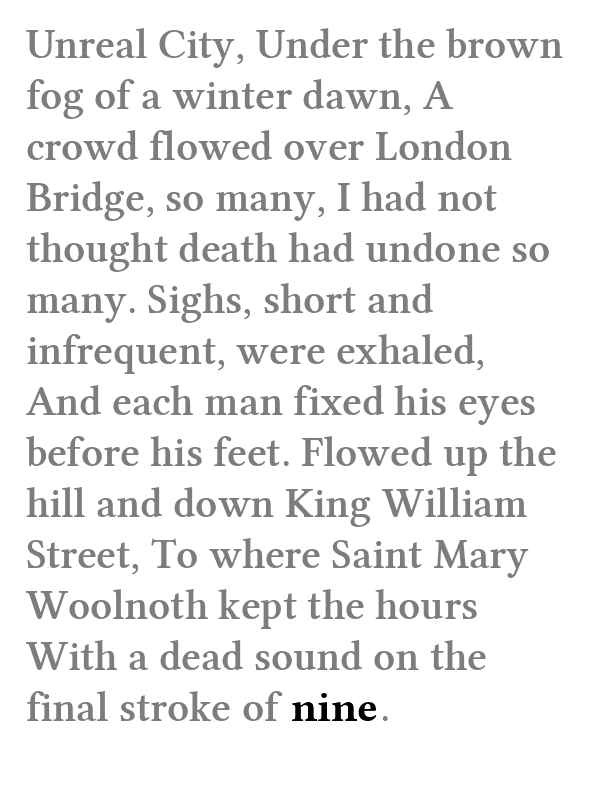 Unreal City, Under the brown
fog of a winter dawn, A
crowd flowed over London
Bridge, so many, I had not
thought death had undone so
many. Sighs, short and
infrequent, were exhaled,
And each man fixed his eyes
before his feet. Flowed up the
hill and down King William
Street, To where Saint Mary
Woolnoth kept the hours
With a dead sound on the
final stroke of nine.